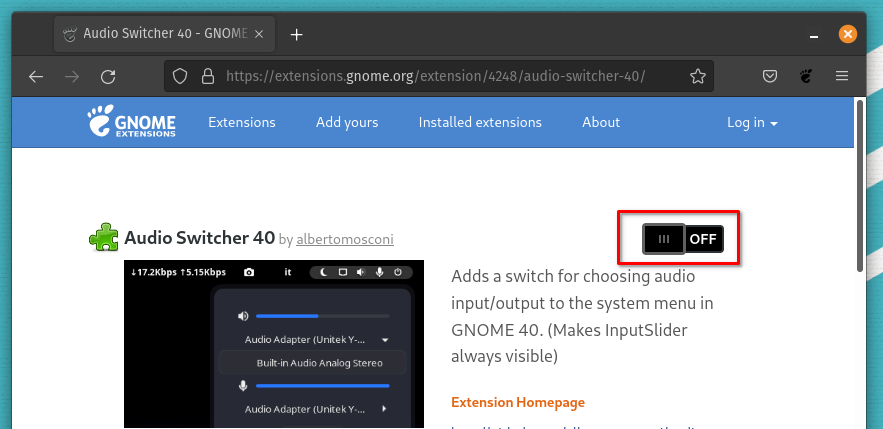 Audio Switcher 40 - GNOME
https://extensions.gnome.org/extension/4248/audio-switcher-40/
GNOME
EXTENSIONS
Extensions
Add yours
Installed extensions
About
Log in
Audio Switcher 40 by albertomosconi
OFF
↓17.2Kbps ↑5.15Kbps
it
Audio Adapter (Unitek Y-...
Built-in Audio Analog Stereo
Audio Adapter (Unitek Y-...
Adds a switch for choosing audio
input/output to the system menu in
GNOME 40. (Makes InputSlider
always visible)
Extension Homepage